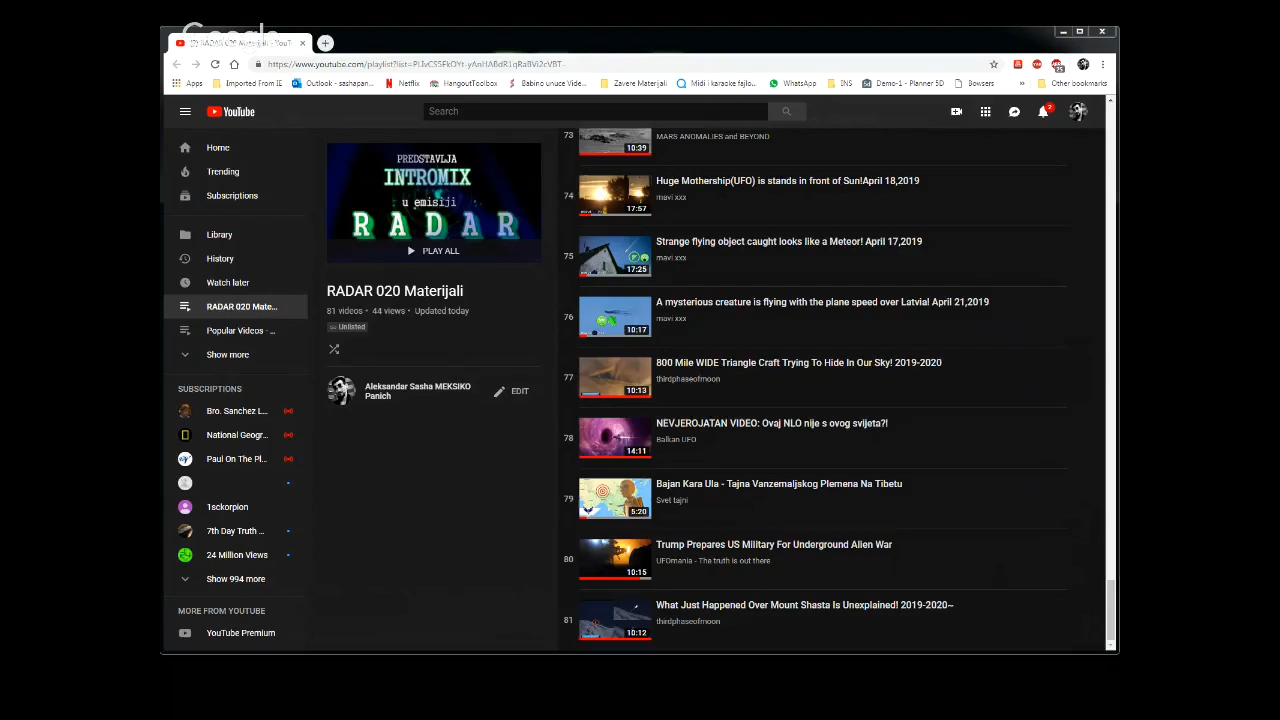 Google
(2) RADAR 020 Materijali - YouT
https://www.youtube.com/playlist?list=
Apps
Imported From IE
Outlook - sashapan...
Netflix
HangoutToolbox
Babino unuce Vide...
Zavere Materijali
Midi i karaoke fajlo...
WhatsApp
INS
Demo-1 - Planner 5D
Bowsers
»
Other bookmarks
YouTube
Search
2
Home
Trending
Subscriptions
Library
History
Watch later
RADAR 020 Mate...
Popular Videos - ...
Show more
SUBSCRIPTIONS
Bro. Sanchez L...
National Geogr...
Paul On The Pl...
1sckorpion
7th Day Truth ...
24 Million Views
Show 994 more
MORE FROM YOUTUBE
YouTube Premium
PREDSTAVLJA
INTROMIX
u emisiji
RADAR
PLAY ALL
RADAR 020 Materijali
81 videos • 44 views • Updated today
Unlisted
Aleksandar Sasha MEKSIKO
Panich
EDIT
73
10:39
MARS ANOMALIES and BEYOND
74
17:57
Huge Mothership(UFO) is stands in front of Sun!April 18,2019
mavi xxx
75
17:25
Strange flying object caught looks like a Meteor! April 17,2019
mavi xxx
76
10:17
A mysterious creature is flying with the plane speed over Latvia! April 21,2019
mavi xxx
77
10:13
800 Mile WIDE Triangle Craft Trying To Hide In Our Sky! 2019-2020
thirdphaseofmoon
78
14:11
NEVJEROJATAN VIDEO: Ovaj NLO nije s ovog svijeta?!
Balkan UFO
79
5:20
Bajan Kara Ula - Tajna Vanzemaljskog Plemena Na Tibetu
Svet tajni
80
10:15
Trump Prepares US Military For Underground Alien War
UFOmania - The truth is out there
81
10:12
What Just Happened Over Mount Shasta Is Unexplained! 2019-2020~
thirdphaseofmoon